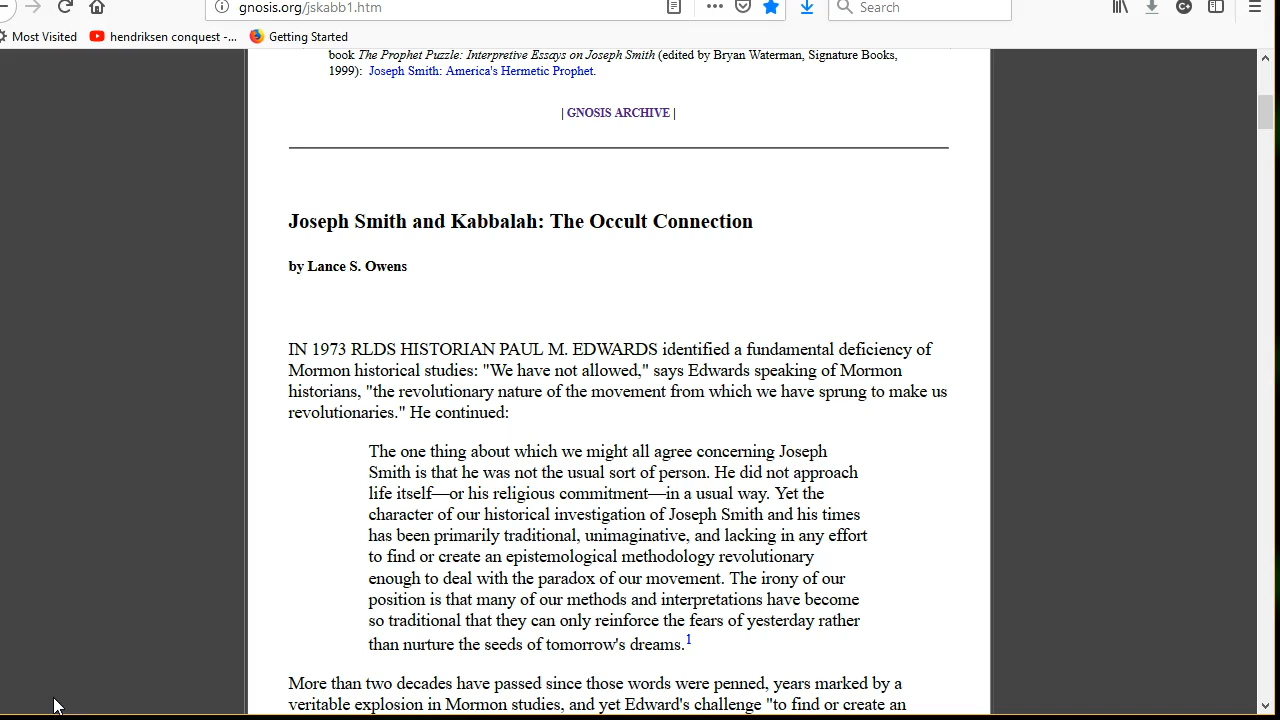 gnosis.org/jskabb1.htm
Search
Most Visited
hendriksen conquest -...
Getting Started
book The Prophet Puzzle: Interpretive Essays on Joseph Smith (edited by Bryan Waterman, Signature Books,
1999): Joseph Smith: America's Hermetic Prophet.
| GNOSIS ARCHIVE |
Joseph Smith and Kabbalah: The Occult Connection
by Lance S. Owens
IN 1973 RLDS HISTORIAN PAUL M. EDWARDS identified a fundamental deficiency of
Mormon historical studies: "We have not allowed," says Edwards speaking of Mormon
historians, "the revolutionary nature of the movement from which we have sprung to make us
revolutionaries." He continued:
The one thing about which we might all agree concerning Joseph
Smith is that he was not the usual sort of person. He did not approach
life itself—or his religious commitment—in a usual way. Yet the
character of our historical investigation of Joseph Smith and his times
has been primarily traditional, unimaginative, and lacking in any effort
to find or create an epistemological methodology revolutionary
enough to deal with the paradox of our movement. The irony of our
position is that many of our methods and interpretations have become
so traditional that they can only reinforce the fears of yesterday rather
than nurture the seeds of tomorrow's dreams.1
More than two decades have passed since those words were penned, years marked by a
veritable explosion in Mormon studies, and yet Edward's challenge "to find or create an